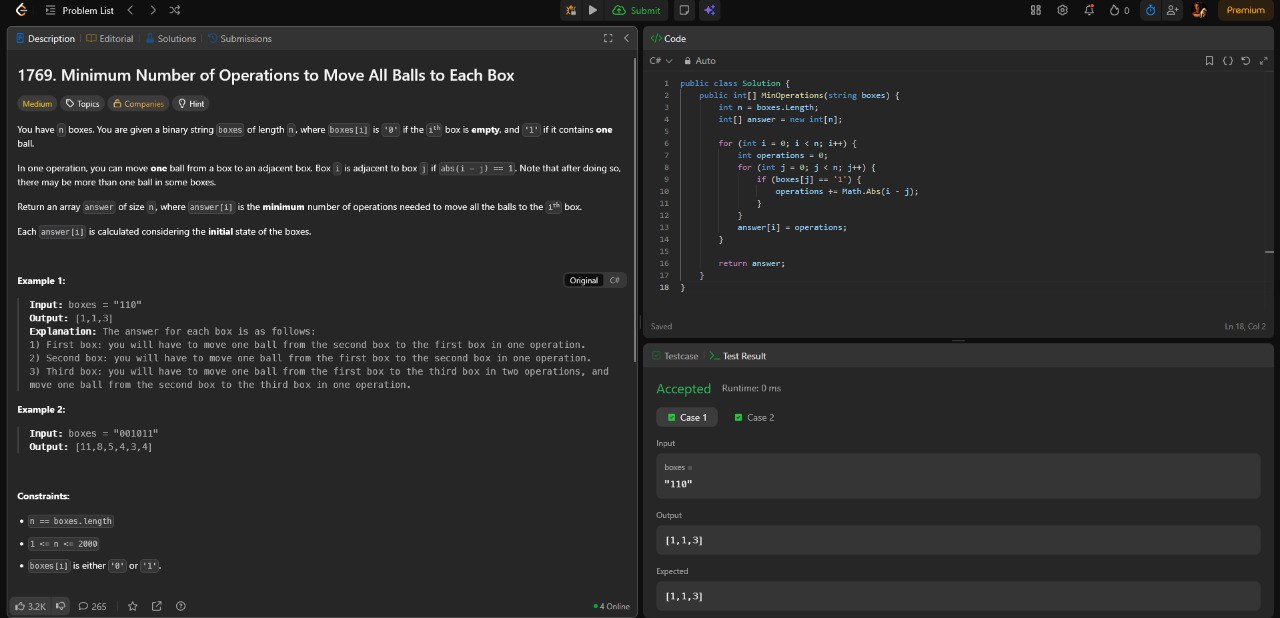 Problem List
Submit
0
Premium
Description
Editorial
Solutions
Submissions
1769. Minimum Number of Operations to Move All Balls to Each Box
Medium
Topics
Companies
Hint
You have n boxes. You are given a binary string boxes of length n, where boxes[i] is '0' if the ith box is empty, and '1' if it contains one
ball.
In one operation, you can move one ball from a box to an adjacent box. Box i is adjacent to box j if abs(i - j) == 1. Note that after doing so,
there may be more than one ball in some boxes.
Return an array answer of size n, where answer[i] is the minimum number of operations needed to move all the balls to the ith box.
Each answer[i] is calculated considering the initial state of the boxes.
Example 1:
Original
C#
Input: boxes = "110"
Output: [1,1,3]
Explanation: The answer for each box is as follows:
1) First box: you will have to move one ball from the second box to the first box in one operation.
2) Second box: you will have to move one ball from the first box to the second box in one operation.
3) Third box: you will have to move one ball from the first box to the third box in two operations, and
move one ball from the second box to the third box in one operation.
Example 2:
Input: boxes = "001011"
Output: [11,8,5,4,3,4]
Constraints:
n == boxes.length
1 <= n <= 2000
boxes[i] is either '0' or '1'.
3.2K
265
4 Online
</> Code
C#
Auto
1 public class Solution {
2 public int[] MinOperations(string boxes) {
3 int n = boxes.Length;
4 int[] answer = new int[n];
5
6 for (int i = 0; i < n; i++) {
7 int operations = 0;
8 for (int j = 0; j < n; j++) {
9 if (boxes[j] == '1') {
10 operations += Math.Abs(i - j);
11 }
12 }
13 answer[i] = operations;
14 }
15
16 return answer;
17 }
18 }
Saved
Ln 18, Col 2
Testcase
Test Result
Accepted
Runtime: 0 ms
Case 1
Case 2
Input
boxes =
"110"
Output
[1,1,3]
Expected
[1,1,3]